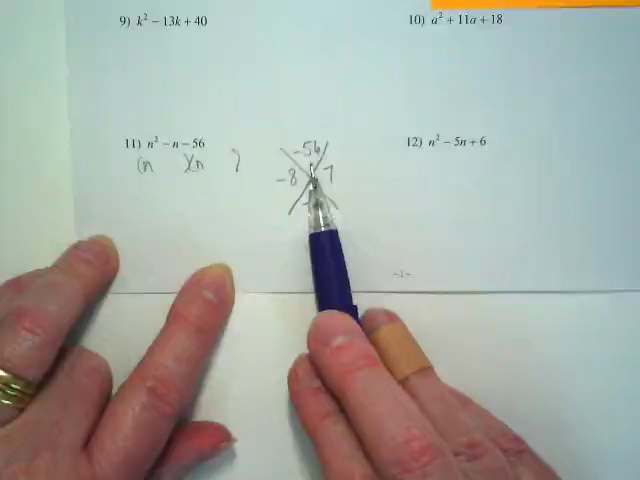 9) k² − 13k + 40
10) a² + 11a + 18
11) n² − n − 56
12) n² − 5n + 6
(n )(n )
-56
-8 7
-1-